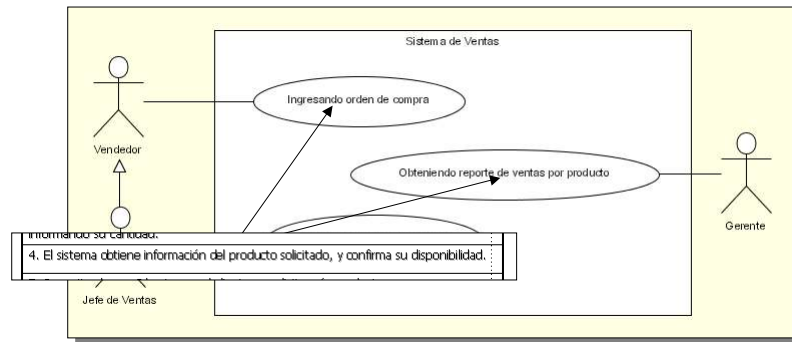 Sistema de Ventas
Ingresando orden de compra
Vendedor
Obteniendo reporte de ventas por producto
Gerente
informando su cantidad.
4. El sistema obtiene información del producto solicitado, y confirma su disponibilidad.
Jefe de Ventas